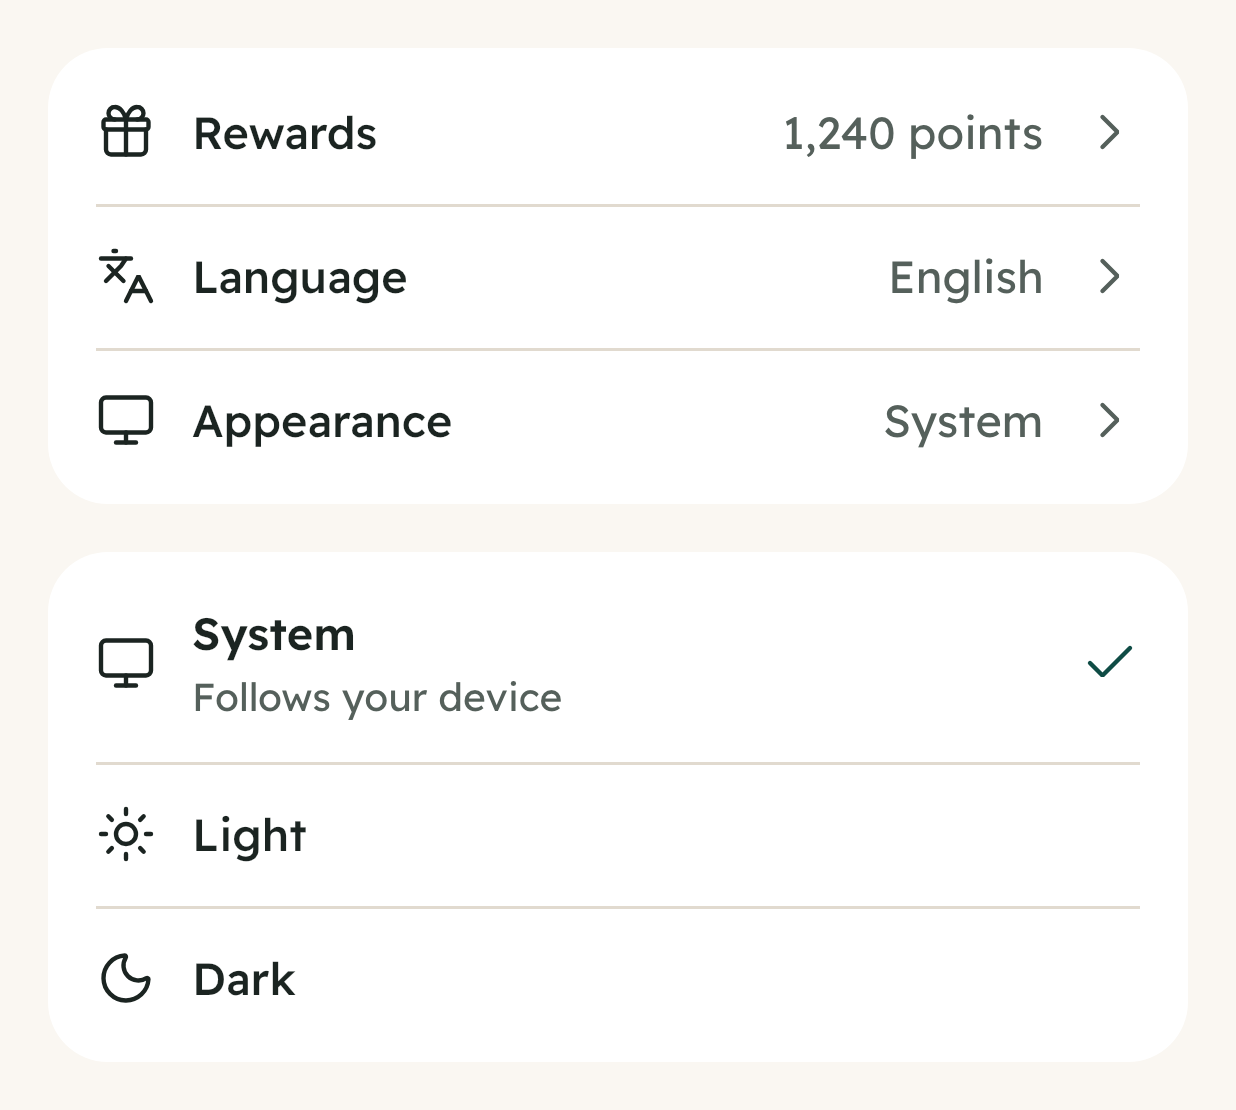 Rewards 1,240 points
Language English
Appearance System
System
Follows your device
Light
Dark